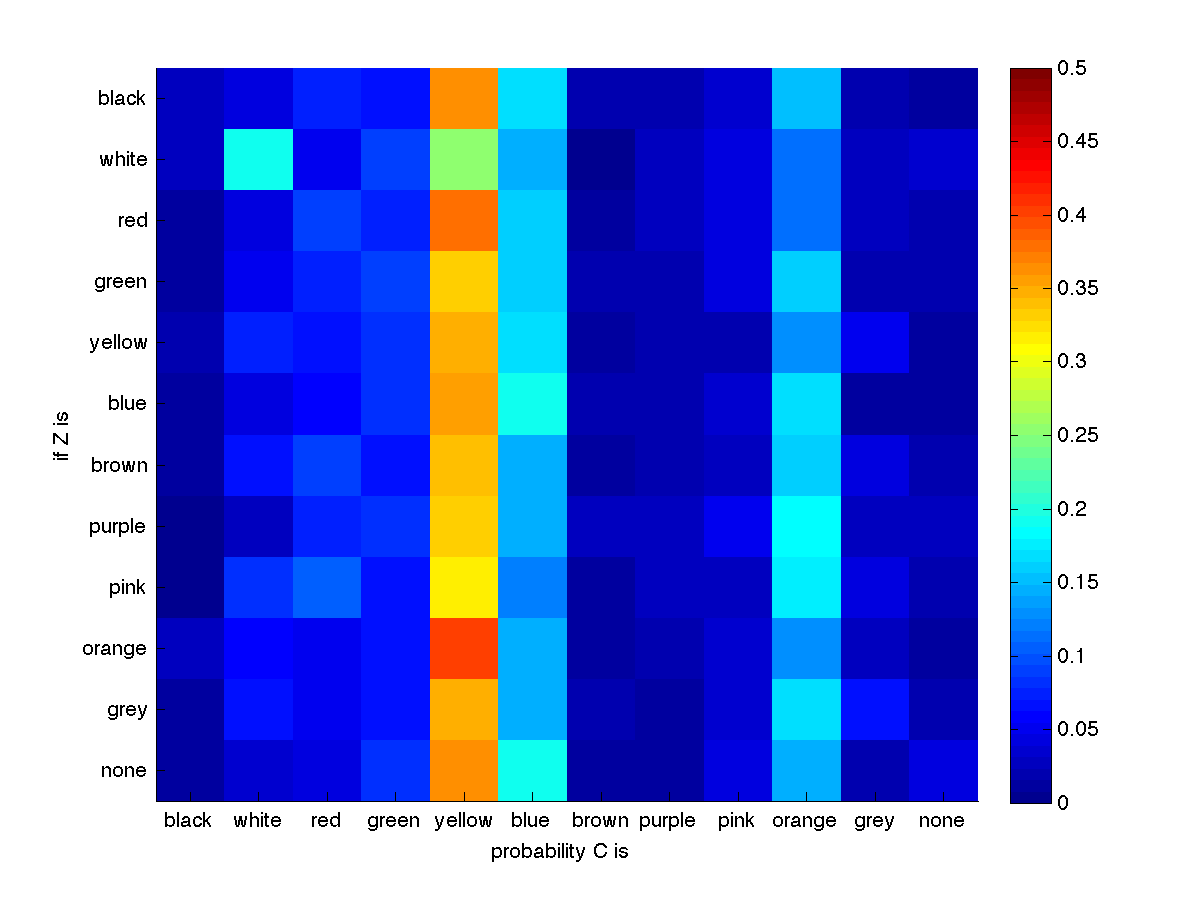 black
white
red
green
yellow
blue
brown
purple
pink
orange
grey
none
if Z is
black white red green yellow blue brown purple pink orange grey none
probability C is
0.5
0.45
0.4
0.35
0.3
0.25
0.2
0.15
0.1
0.05
0